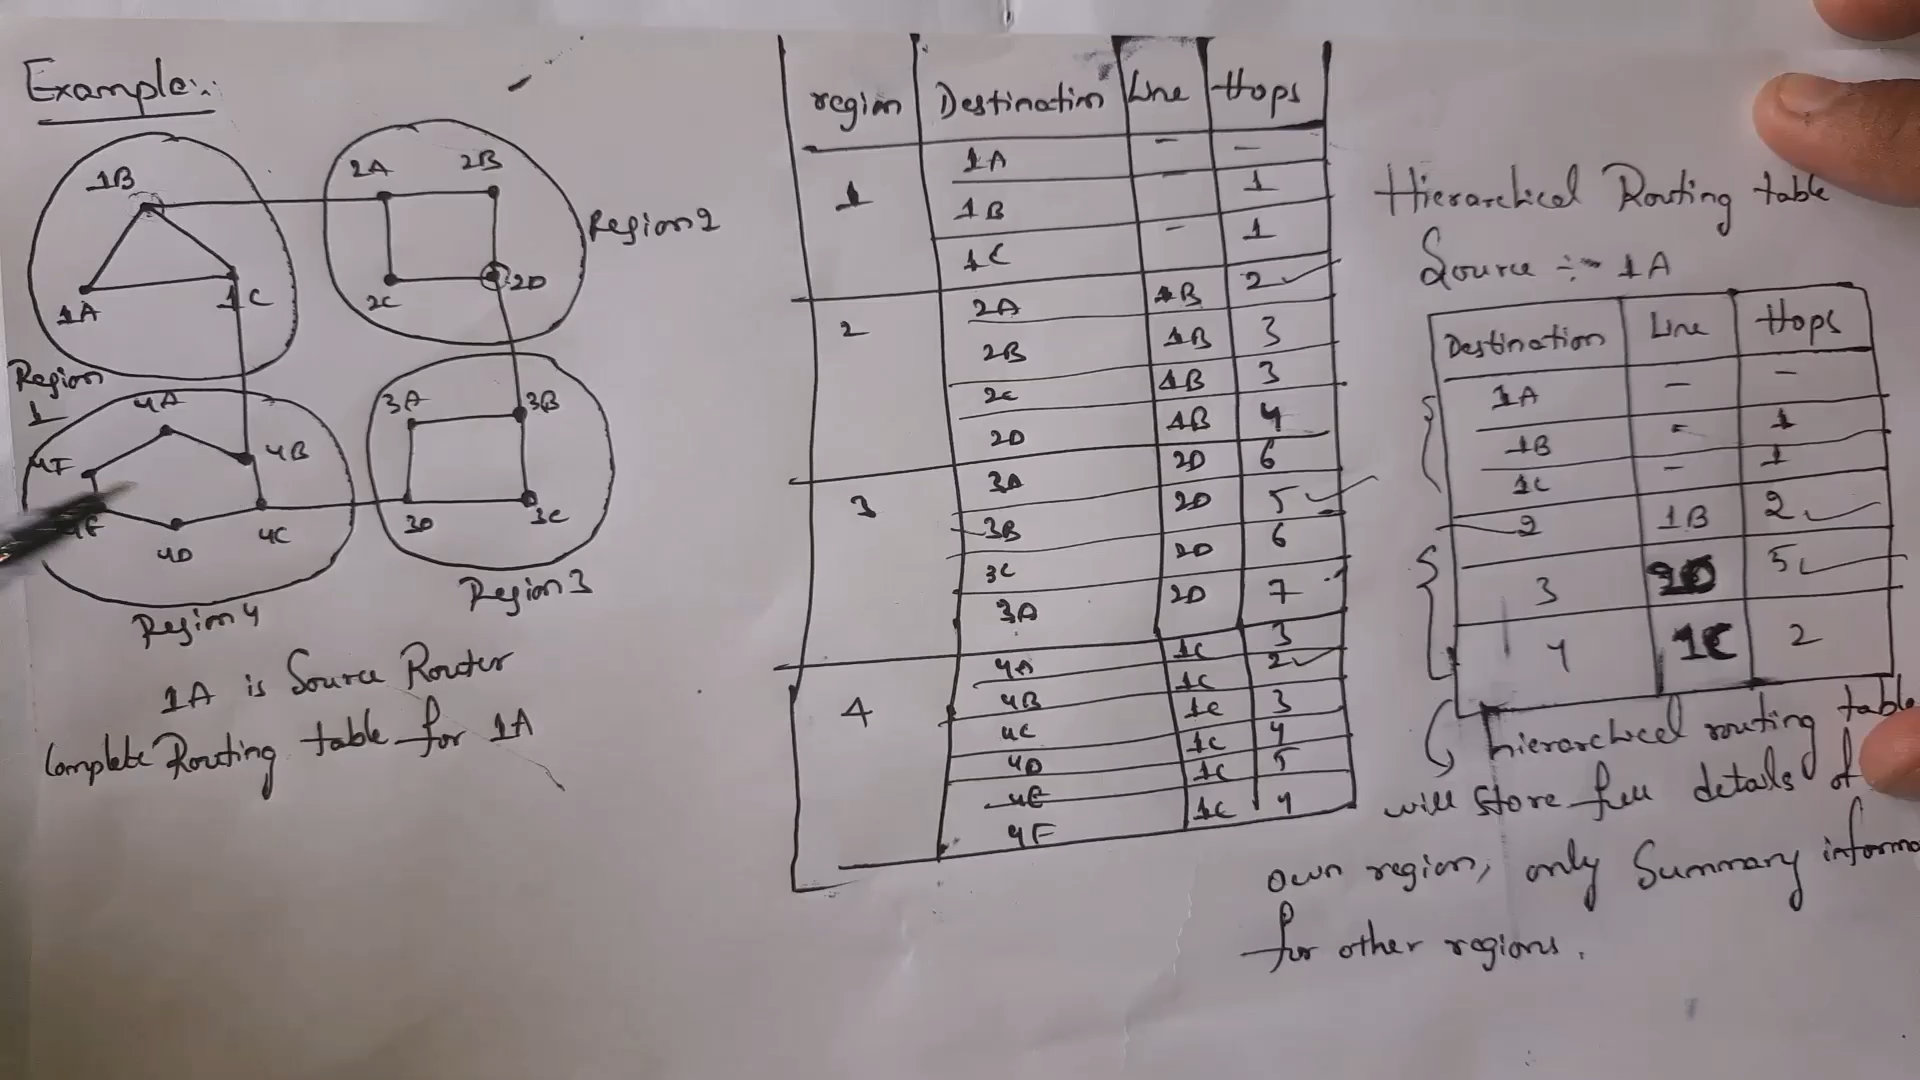 Example:-
1B
2A 2B
Region 2
1A 1C
2C 2D
Region
1
4A
3A 3B
4F 4B
4E
4D 4C 3D 3C
Region 4 Region 3
1A is Source Router
Complete Routing table for 1A
region Destination Line Hops
1 1A - -
1B - 1
1C - 1
2 2A 1B 2
2B 1B 3
2C 1B 3
2D 1B 4
3 3A 2D 6
3B 2D 5
3C 2D 6
3A 2D 7
4 4A 1C 3
4B 1C 2
4C 1C 3
4D 1C 4
4E 1C 5
4F 1C 4
Hierarchical Routing table
Source :- 1A
Destination Line Hops
1A - -
1B - 1
1C - 1
2 1B 2
3 2D 5
4 1C 2
hierarchical routing table
will store full details of
own region, only Summary informa
for other regions.